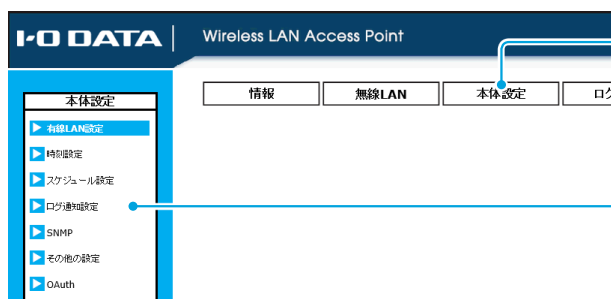 I-O DATA
Wireless LAN Access Point
情報
無線LAN
本体設定
本体設定
有線LAN設定
時刻設定
スケジュール設定
ログ通知設定
SNMP
その他の設定
OAuth